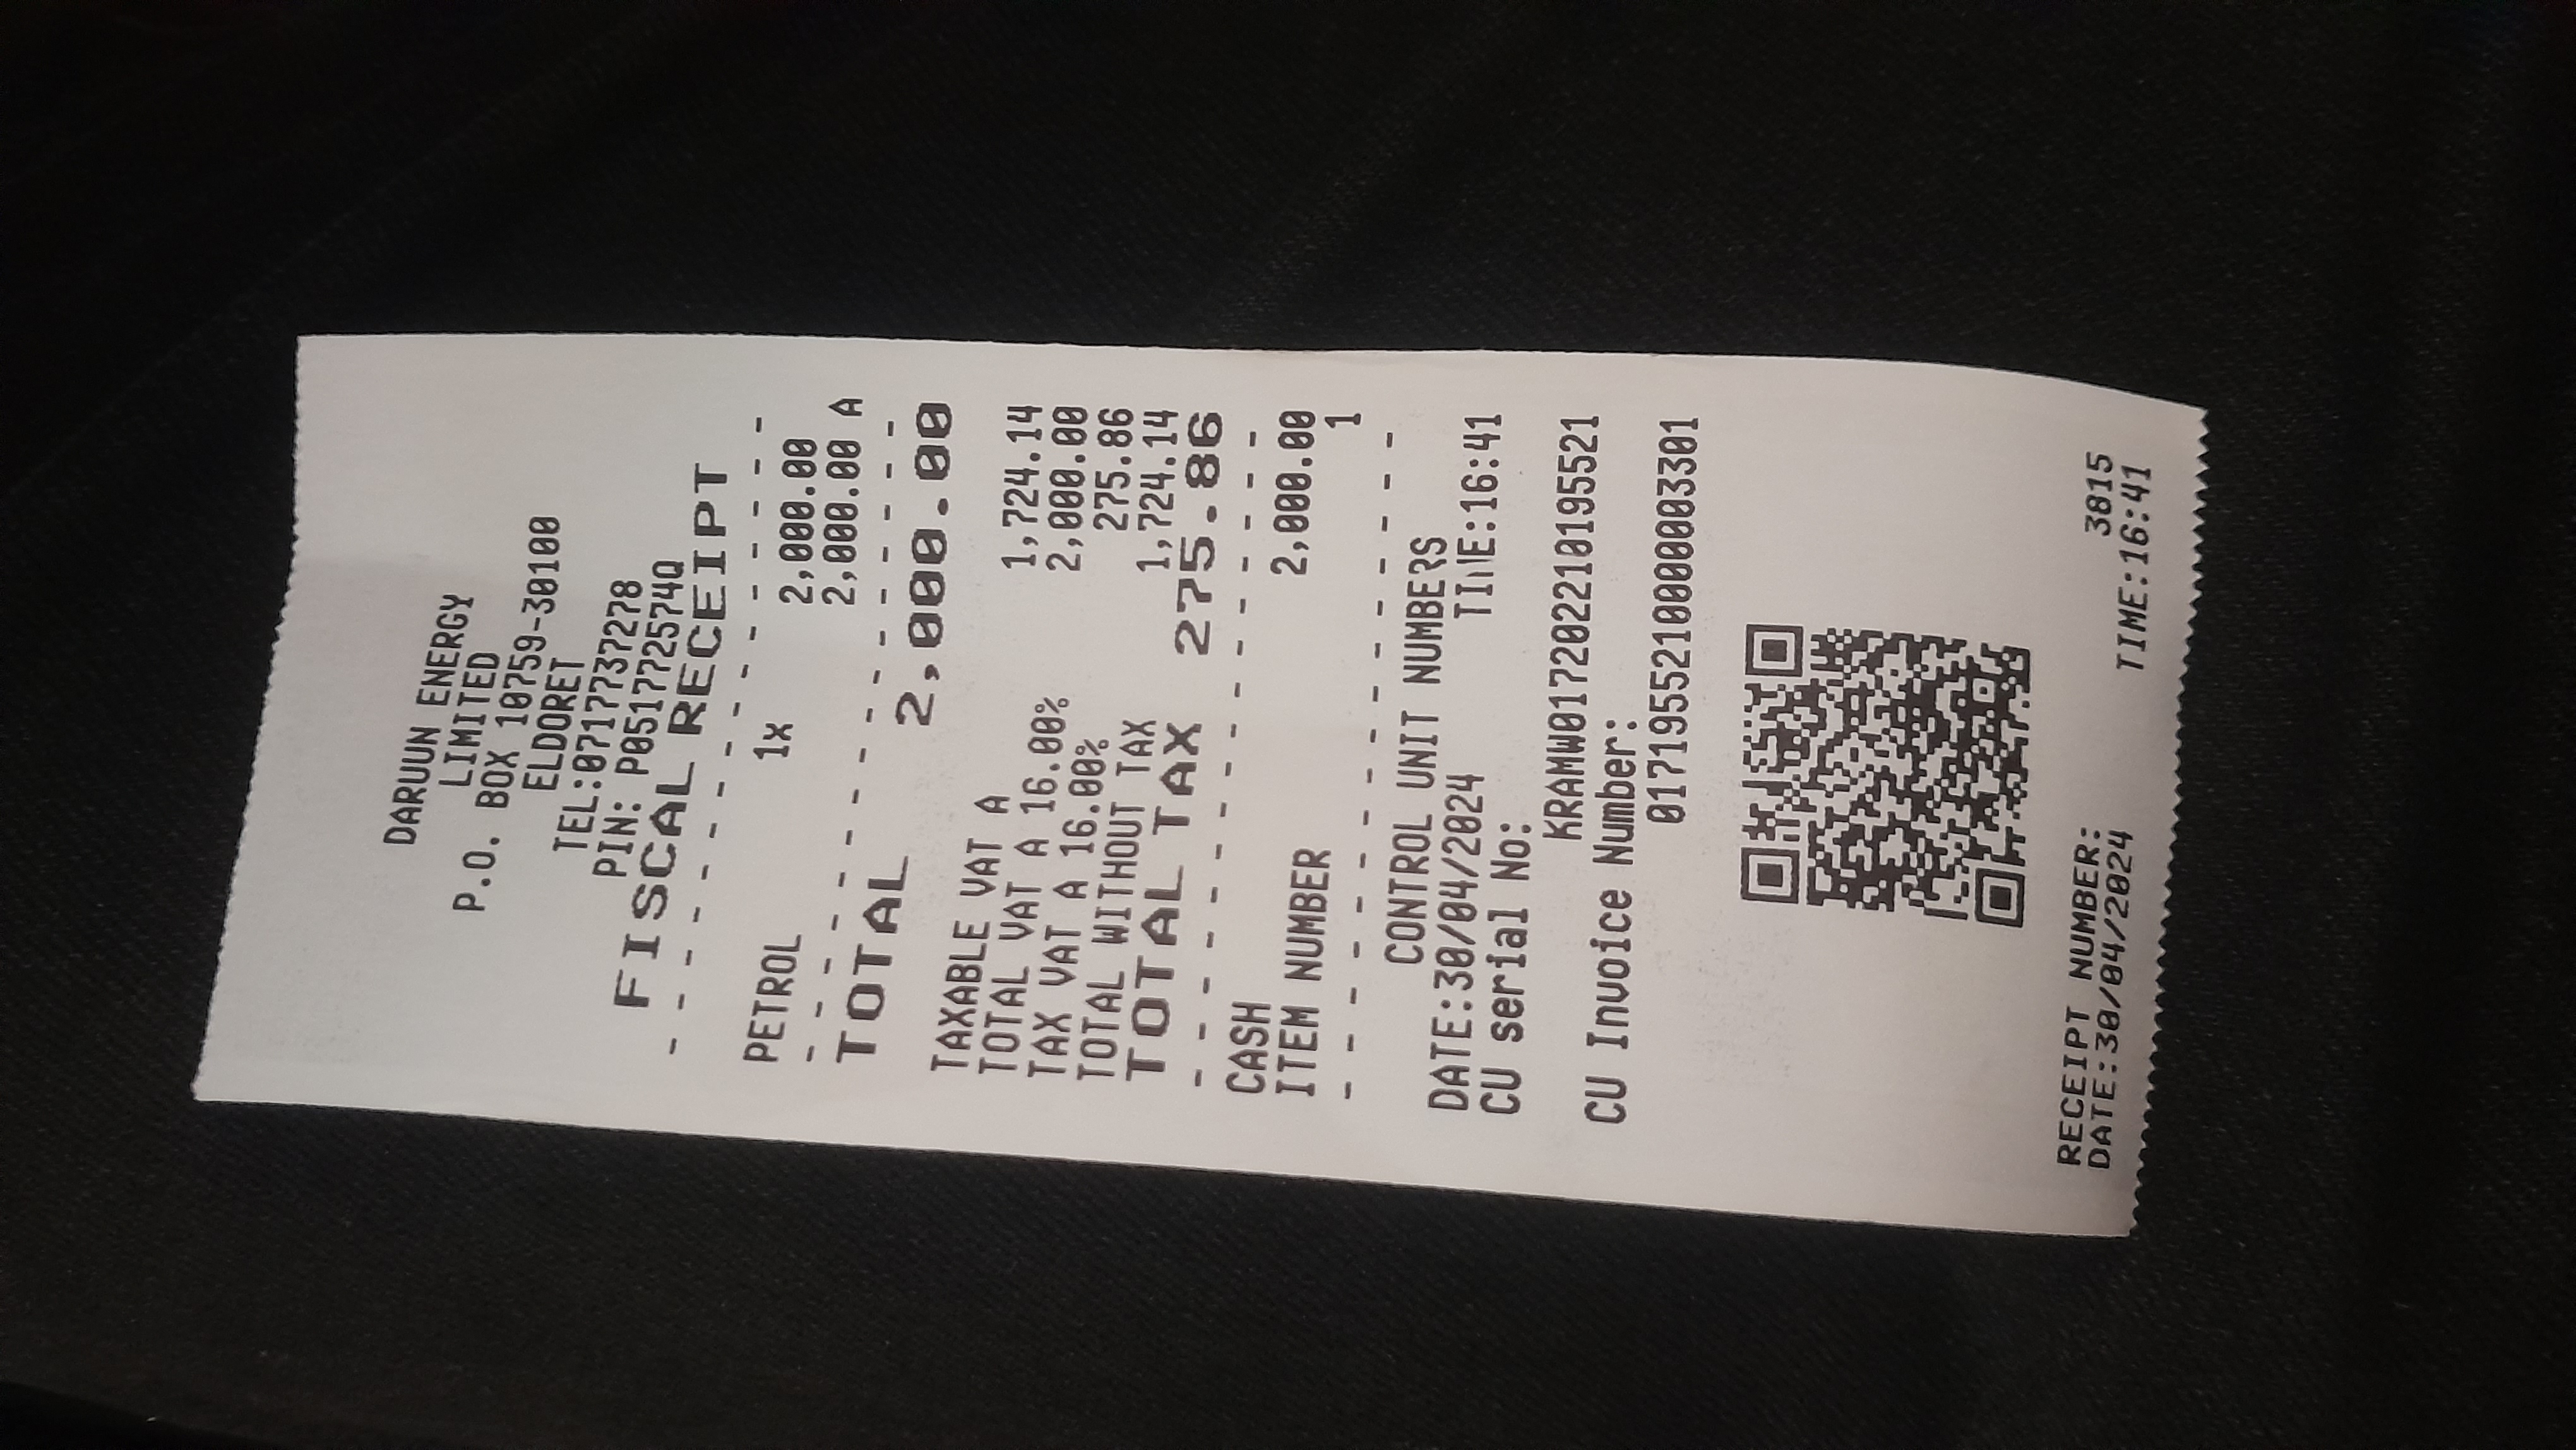 DARUUN ENERGY
LIMITED
P.O. BOX 10759-30100
ELDORET
TEL:0717737278
PIN: P051772574Q
FISCAL RECEIPT
- - - - - - - - - - - - - - - -
1x 2,000.00
PETROL 2,000.00 A
- - - - - - - - - - - - - - - -
TOTAL 2,000.00
TAXABLE VAT A 1,724.14
TOTAL VAT A 16.00% 2,000.00
TAX VAT A 16.00% 275.86
TOTAL WITHOUT TAX 1,724.14
TOTAL TAX 275.86
- - - - - - - - - - - - - - - -
CASH 2,000.00
ITEM NUMBER 1
- - - - - - - - - - - - - - - -
CONTROL UNIT NUMBERS
DATE:30/04/2024 TIME:16:41
CU serial No:
KRAMW017202210195521
CU Invoice Number:
0171955210000003301
RECEIPT NUMBER: 3815
DATE:30/04/2024 TIME:16:41